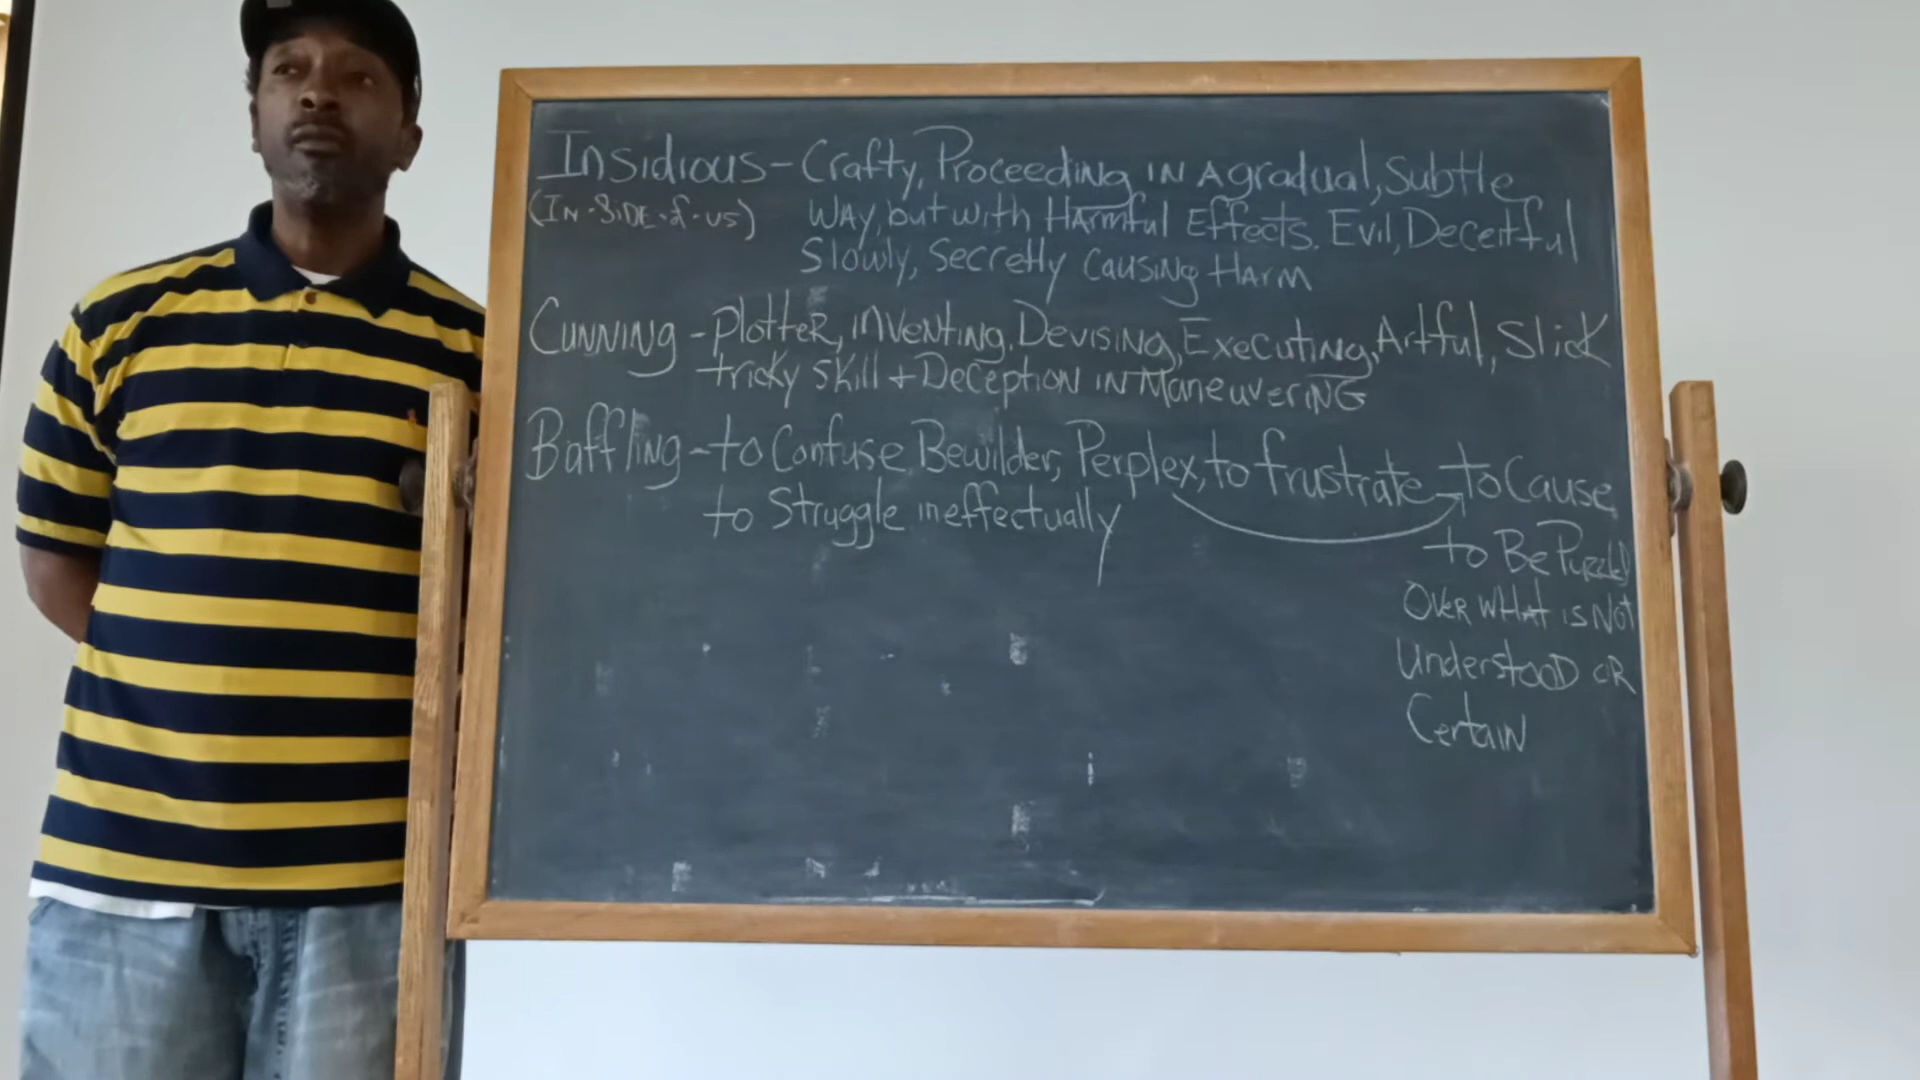 Insidious - Crafty, Proceeding IN A gradual, Subtle
(IN-SIDE-of-us) WAY, but with Harmful Effects. Evil, Deceitful
Slowly, Secretly Causing Harm
Cunning - Plotter, inventing, Devising, Executing, Artful, Slick
tricky Skill + Deception IN Maneuvering
Baffling - to Confuse Bewilder, Perplex, to frustrate to Cause
to Struggle ineffectually
to Be Puzzled
Over What is Not
Understood or
Certain